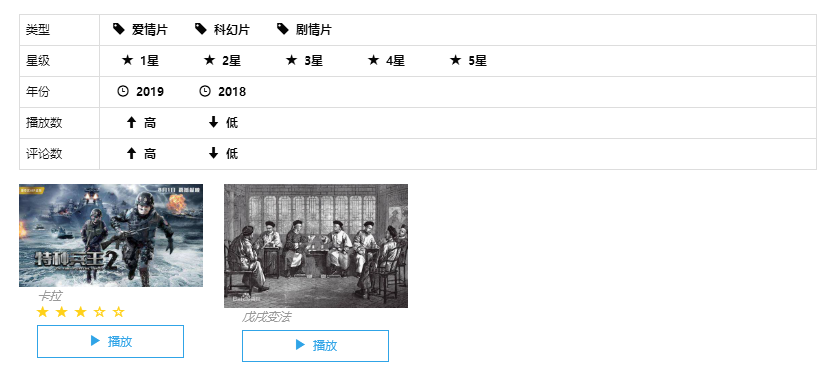 类型 爱情片 科幻片 剧情片
星级 1星 2星 3星 4星 5星
年份 2019 2018
播放数 高 低
评论数 高 低
特种兵王2
卡拉
戊戌变法
播放
播放